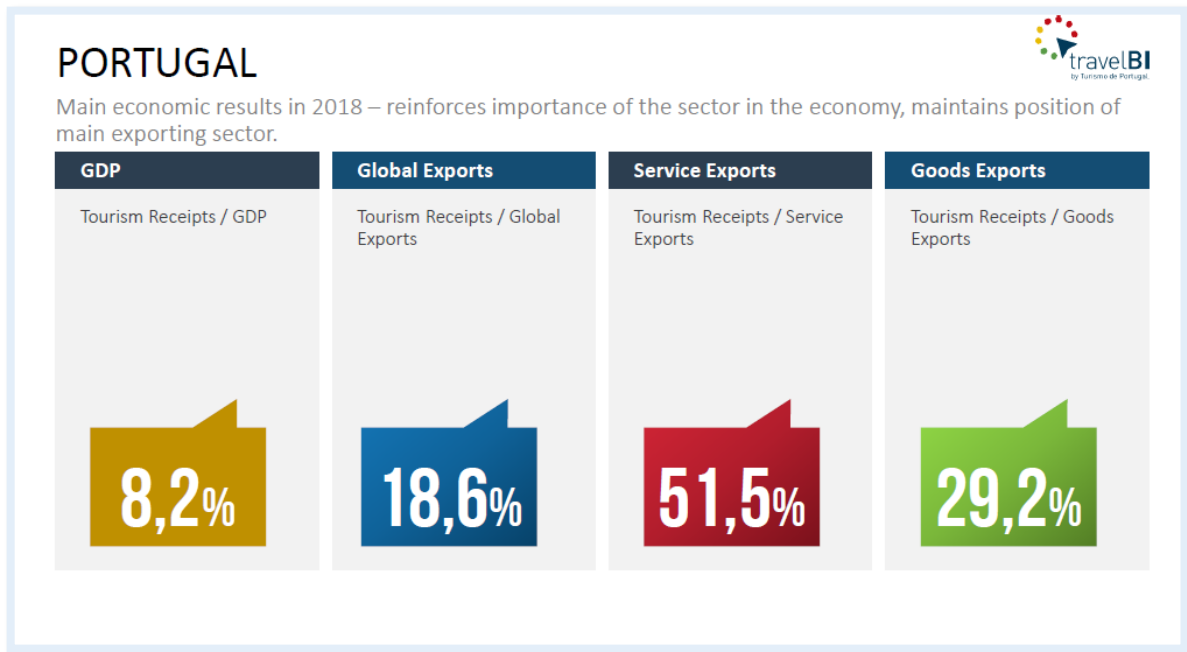 PORTUGAL
travelBI
by Turismo de Portugal
Main economic results in 2018 – reinforces importance of the sector in the economy, maintains position of
main exporting sector.
GDP
Tourism Receipts / GDP
8,2%
Global Exports
Tourism Receipts / Global
Exports
18,6%
Service Exports
Tourism Receipts / Service
Exports
51,5%
Goods Exports
Tourism Receipts / Goods
Exports
29,2%